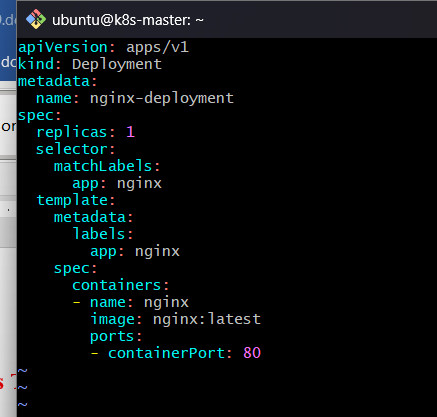 ubuntu@k8s-master: ~
apiVersion: apps/v1
kind: Deployment
metadata:
  name: nginx-deployment
spec:
  replicas: 1
  selector:
    matchLabels:
      app: nginx
  template:
    metadata:
      labels:
        app: nginx
    spec:
      containers:
      - name: nginx
        image: nginx:latest
        ports:
        - containerPort: 80
~
~
~